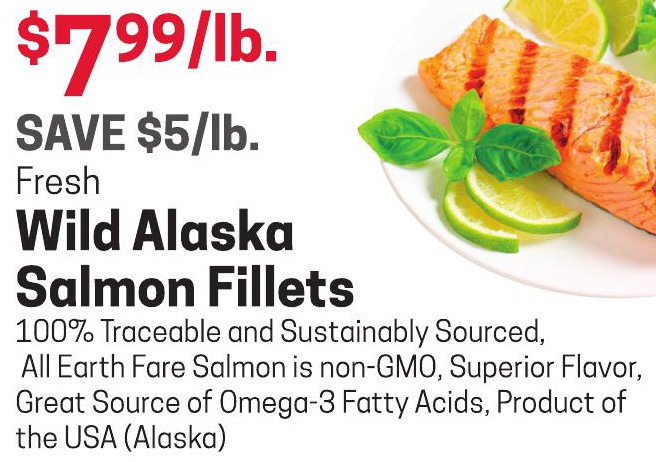 $7.99/lb.
SAVE $5/lb.
Fresh
Wild Alaska
Salmon Fillets
100% Traceable and Sustainably Sourced,
All Earth Fare Salmon is non-GMO, Superior Flavor,
Great Source of Omega-3 Fatty Acids, Product of
the USA (Alaska)